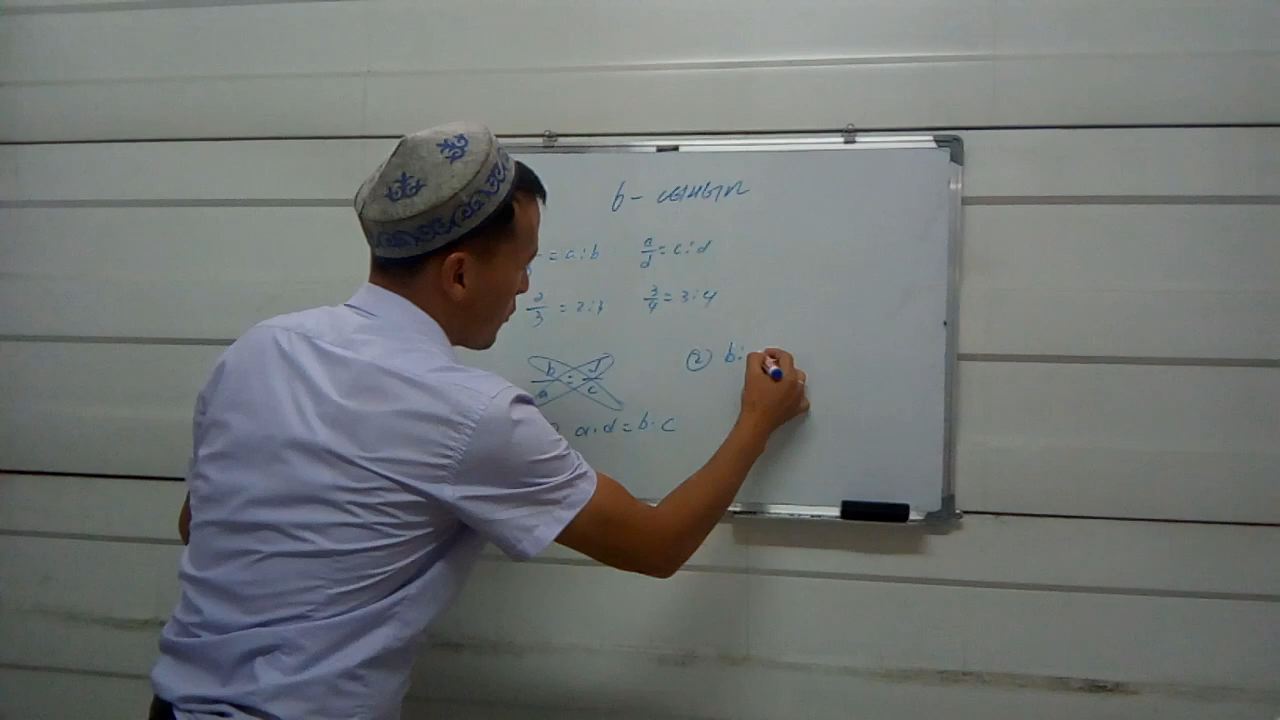 6 - сынып
= a : b    a/d = c : d
2/3 = 2 : 3    3/4 = 3 : 4
b/a = d/c    ② b :
a · d = b · c